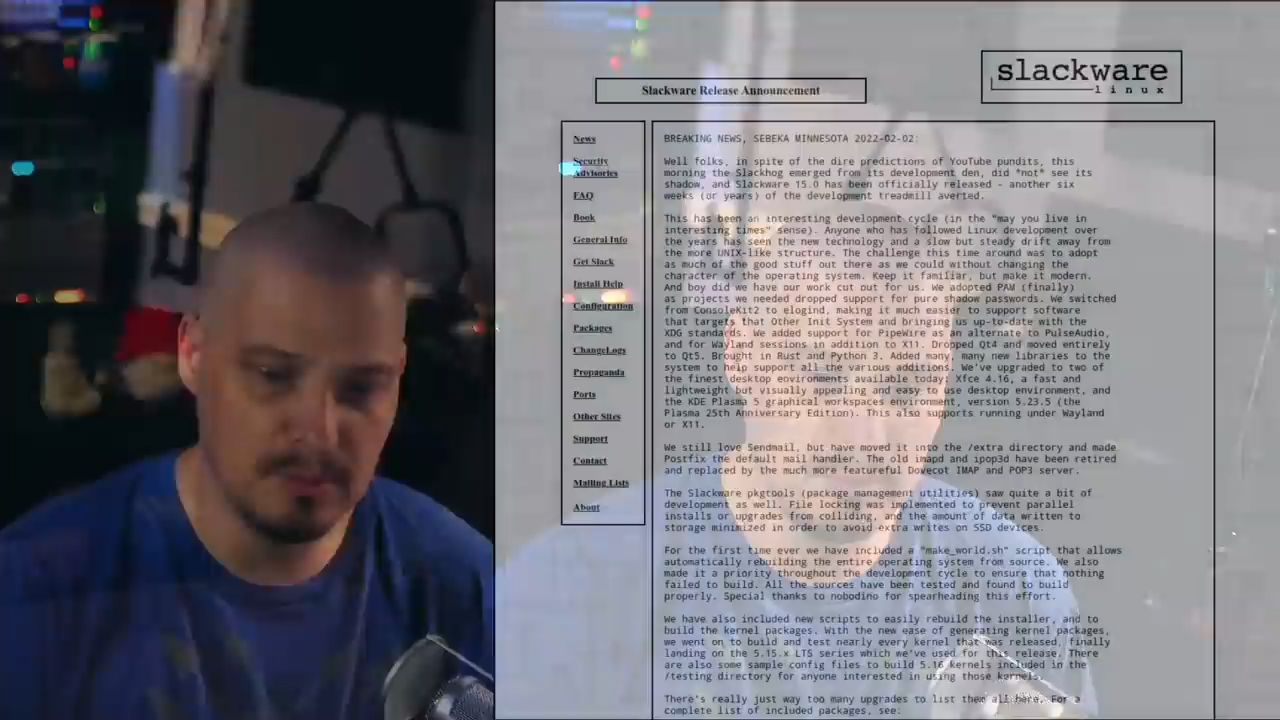 slackware
linux
Slackware Release Announcement
News
Security
Advisories
FAQ
Book
General Info
Get Slack
Install Help
Configuration
Packages
ChangeLogs
Propaganda
Ports
Other Sites
Support
Contact
Mailing Lists
About
BREAKING NEWS, SEBEKA MINNESOTA 2022-02-02:
Well folks, in spite of the dire predictions of YouTube pundits, this
morning the Slackhog emerged from its development den, did *not* see its
shadow, and Slackware 15.0 has been officially released - another six
weeks (or years) of the development treadmill averted.
This has been an interesting development cycle (in the "may you live in
interesting times" sense). Anyone who has followed Linux development over
the years has seen the new technology and a slow but steady drift away from
the more UNIX-like structure. The challenge this time around was to adopt
as much of the good stuff out there as we could without changing the
character of the operating system. Keep it familiar, but make it modern.
And boy did we have our work cut out for us. We adopted PAM (finally)
as projects we needed dropped support for pure shadow passwords. We switched
from ConsoleKit2 to elogind, making it much easier to support software
that targets that Other Init System and bringing us up-to-date with the
XDG standards. We added support for PipeWire as an alternate to PulseAudio,
and for Wayland sessions in addition to X11. Dropped Qt4 and moved entirely
to Qt5. Brought in Rust and Python 3. Added many, many new libraries to the
system to help support all the various additions. We've upgraded to two of
the finest desktop environments available today: Xfce 4.16, a fast and
lightweight but visually appealing and easy to use desktop environment, and
the KDE Plasma 5 graphical workspaces environment, version 5.23.5 (the
Plasma 25th Anniversary Edition). This also supports running under Wayland
or X11.
We still love Sendmail, but have moved it into the /extra directory and made
Postfix the default mail handler. The old imapd and ipop3d have been retired
and replaced by the much more featureful Dovecot IMAP and POP3 server.
The Slackware pkgtools (package management utilities) saw quite a bit of
development as well. File locking was implemented to prevent parallel
installs or upgrades from colliding, and the amount of data written to
storage minimized in order to avoid extra writes on SSD devices.
For the first time ever we have included a "make_world.sh" script that allows
automatically rebuilding the entire operating system from source. We also
made it a priority throughout the development cycle to ensure that nothing
failed to build. All the sources have been tested and found to build
properly. Special thanks to nobodino for spearheading this effort.
We have also included new scripts to easily rebuild the installer, and to
build the kernel packages. With the new ease of generating kernel packages,
we went on to build and test nearly every kernel that was released, finally
landing on the 5.15.x LTS series which we've used for this release. There
are also some sample config files to build 5.16 kernels included in the
/testing directory for anyone interested in using those kernels.
There's really just way too many upgrades to list them all here. For a
complete list of included packages, see: